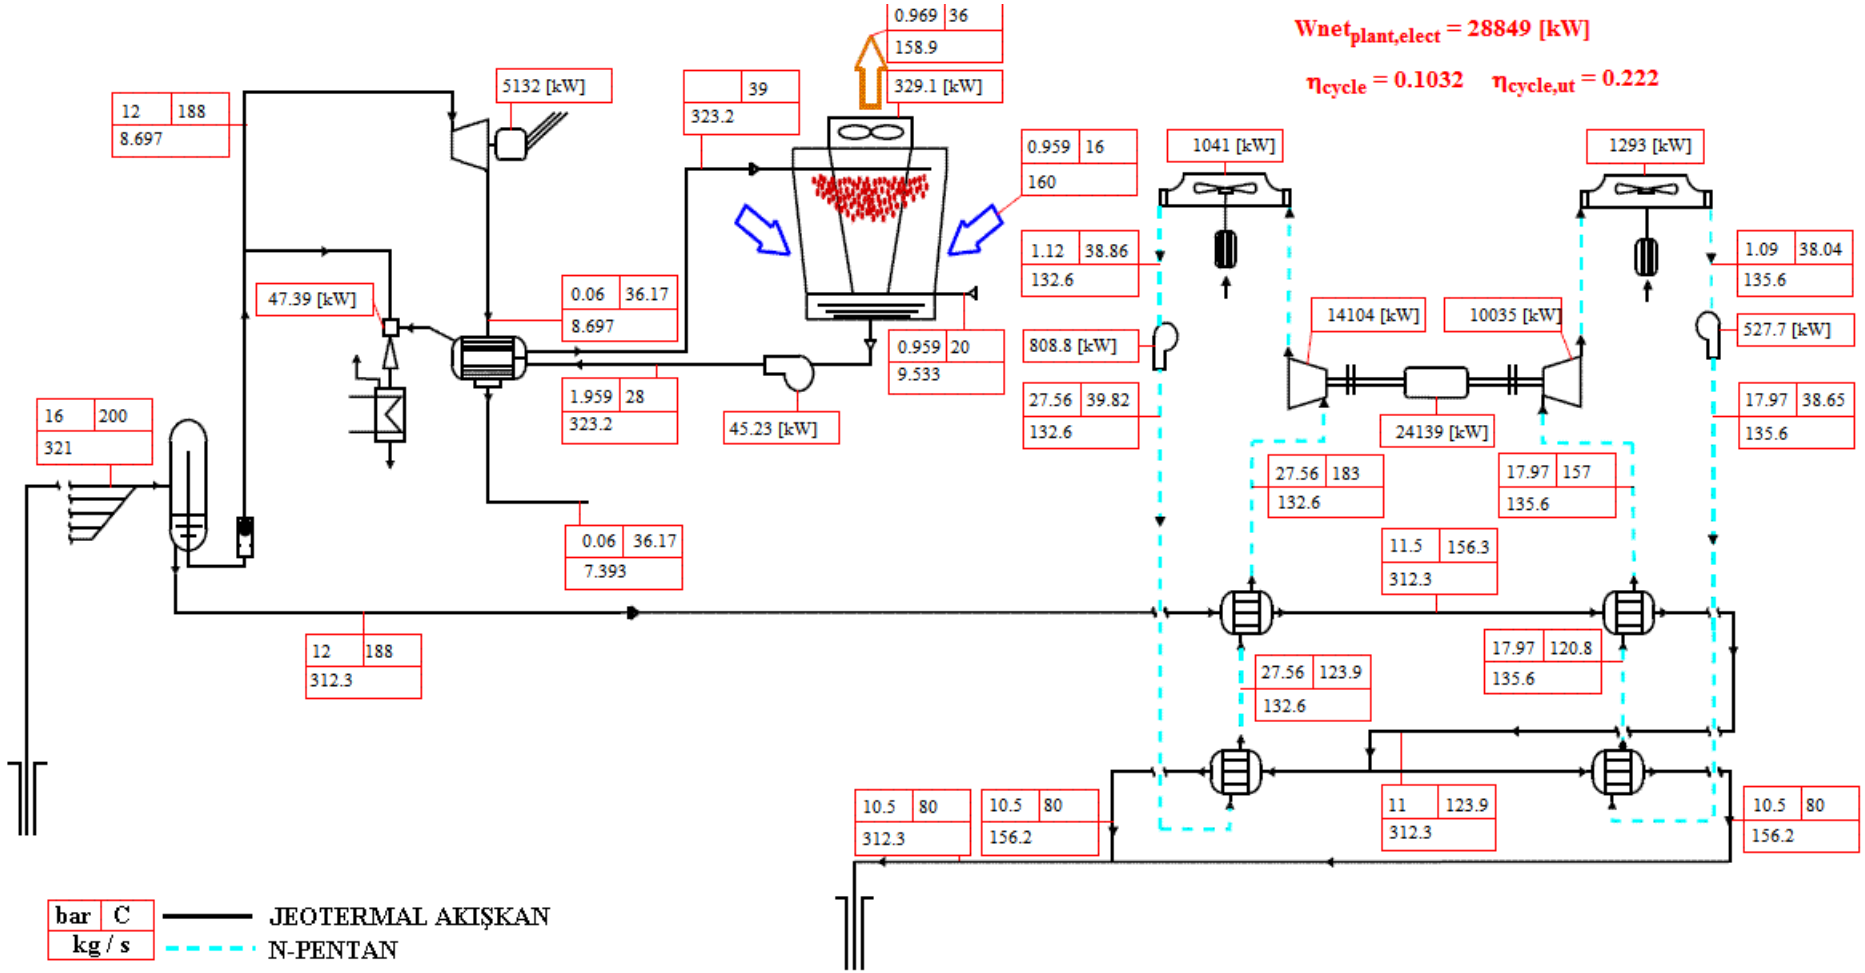 0.969 36
158.9
Wnetplant,elect = 28849 [kW]
ηcycle = 0.1032 ηcycle,ut = 0.222
5132 [kW]
39
323.2
329.1 [kW]
12 188
8.697
0.959 16
160
1041 [kW]
1293 [kW]
1.12 38.86
132.6
1.09 38.04
135.6
47.39 [kW]
0.06 36.17
8.697
14104 [kW]
10035 [kW]
527.7 [kW]
808.8 [kW]
0.959 20
9.533
1.959 28
323.2
45.23 [kW]
27.56 39.82
132.6
24139 [kW]
17.97 38.65
135.6
16 200
321
27.56 183
132.6
17.97 157
135.6
0.06 36.17
7.393
11.5 156.3
312.3
12 188
312.3
27.56 123.9
132.6
17.97 120.8
135.6
10.5 80
312.3
10.5 80
156.2
11 123.9
312.3
10.5 80
156.2
bar C
kg / s
JEOTERMAL AKIŞKAN
N-PENTAN